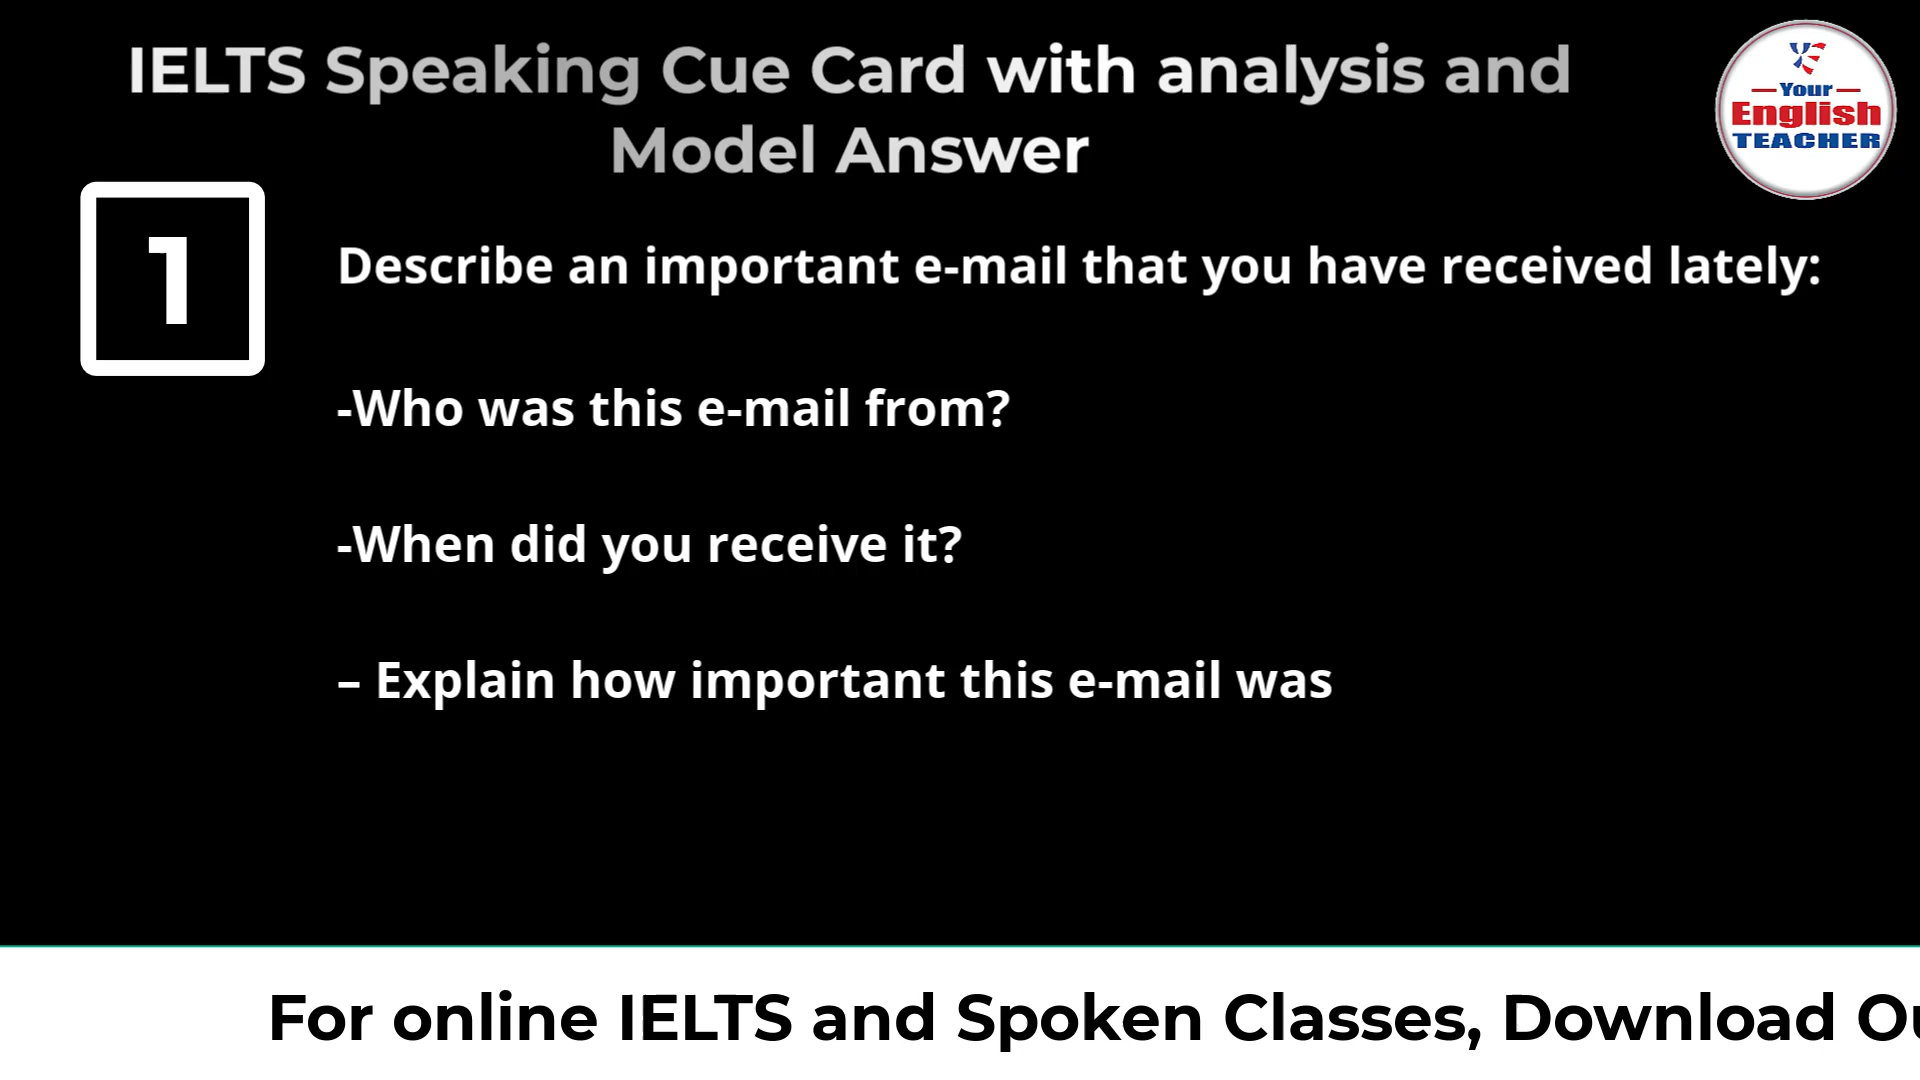 IELTS Speaking Cue Card with analysis and
Model Answer
Your
English
TEACHER
1
Describe an important e-mail that you have received lately:
-Who was this e-mail from?
-When did you receive it?
– Explain how important this e-mail was
For online IELTS and Spoken Classes, Download Ou